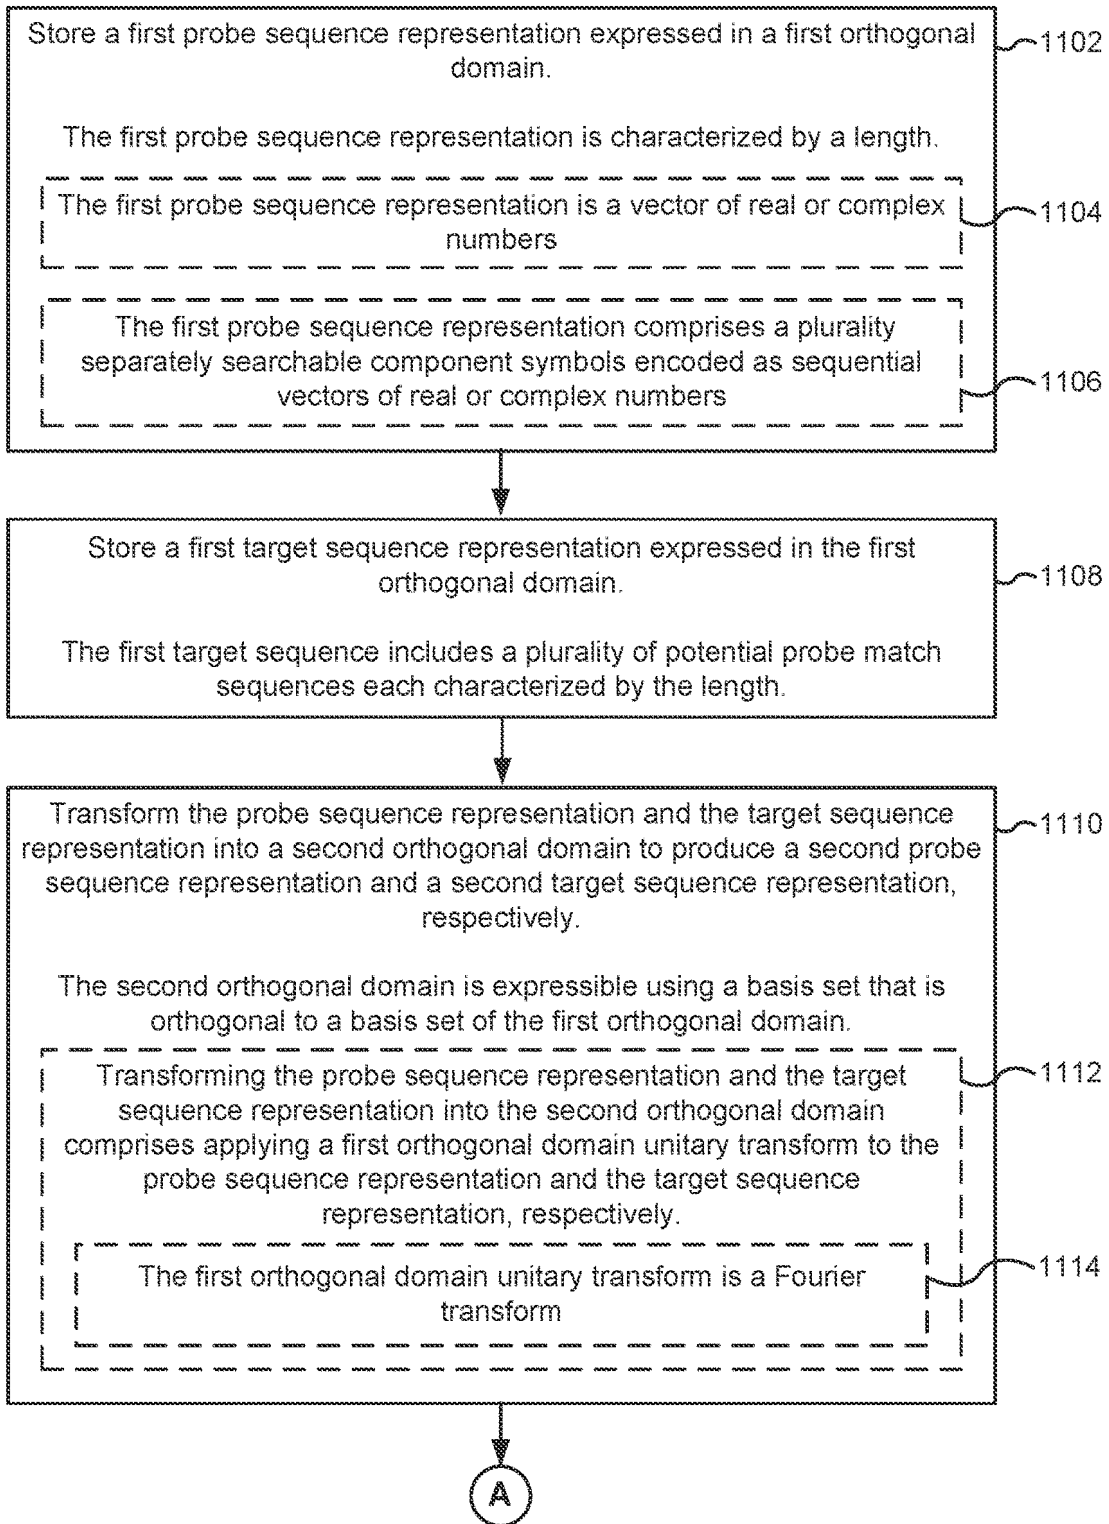 Store a first probe sequence representation expressed in a first orthogonal
domain.
1102
The first probe sequence representation is characterized by a length.
The first probe sequence representation is a vector of real or complex
numbers
1104
The first probe sequence representation comprises a plurality
separately searchable component symbols encoded as sequential
vectors of real or complex numbers
1106
Store a first target sequence representation expressed in the first
orthogonal domain.
1108
The first target sequence includes a plurality of potential probe match
sequences each characterized by the length.
Transform the probe sequence representation and the target sequence
representation into a second orthogonal domain to produce a second probe
sequence representation and a second target sequence representation,
respectively.
1110
The second orthogonal domain is expressible using a basis set that is
orthogonal to a basis set of the first orthogonal domain.
Transforming the probe sequence representation and the target
sequence representation into the second orthogonal domain
comprises applying a first orthogonal domain unitary transform to the
probe sequence representation and the target sequence
representation, respectively.
1112
The first orthogonal domain unitary transform is a Fourier
transform
1114
A